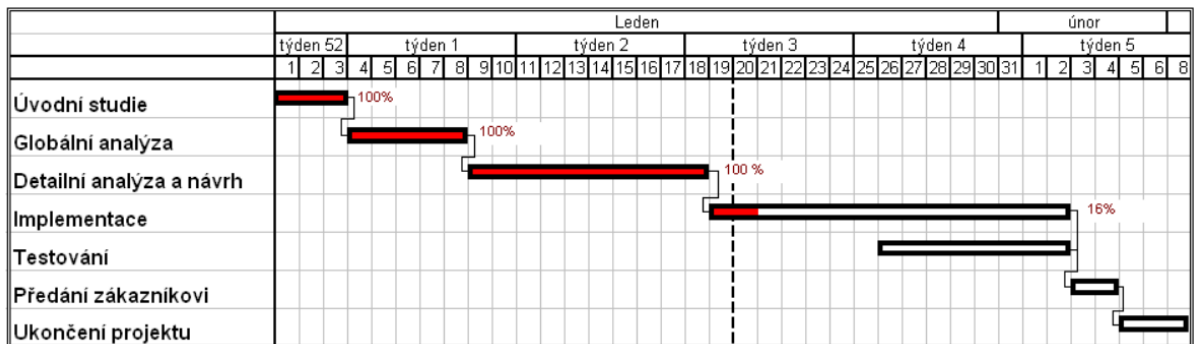 Leden únor
týden 52 týden 1 týden 2 týden 3 týden 4 týden 5
1 2 3 4 5 6 7 8 9 10 11 12 13 14 15 16 17 18 19 20 21 22 23 24 25 26 27 28 29 30 31 1 2 3 4 5 6 8
Úvodní studie 100%
Globální analýza 100%
Detailní analýza a návrh 100 %
Implementace 16%
Testování
Předání zákazníkovi
Ukončení projektu